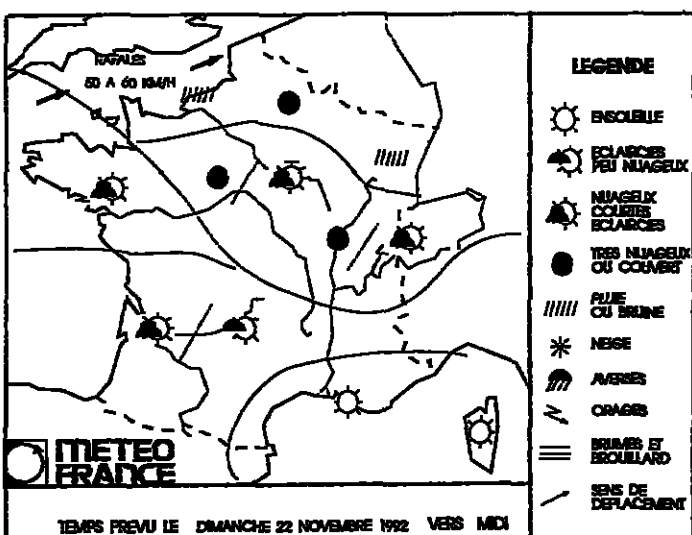 RAFALES
50 A 60 KM/H
METEO
FRANCE
TEMPS PREVU LE DIMANCHE 22 NOVEMBRE 1992 VERS MIDI
LEGENDE
ENSOLEILLE
ECLAIRCIES
PEU NUAGEUX
NUAGEUX
COURTES
ECLAIRCIES
TRES NUAGEUX
OU COUVERT
PLUIE
OU BRUINE
NEIGE
AVERSES
ORAGES
BRUMES ET
BROUILLARD
SENS DE
DEPLACEMENT